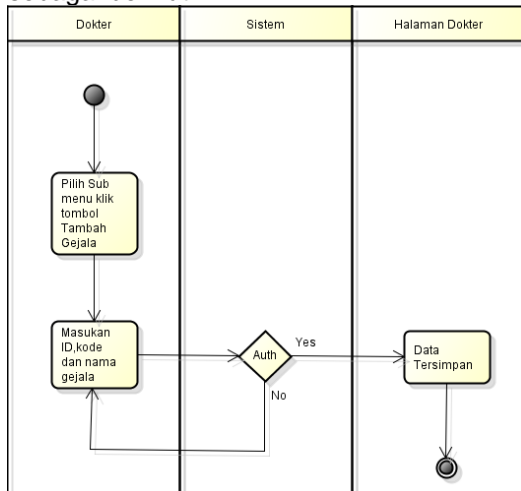 Dokter
Sistem
Halaman Dokter
Pilih Sub
menu klik
tombol
Tambah
Gejala
Masukan
ID,kode
dan nama
gejala
Auth
Yes
No
Data
Tersimpan